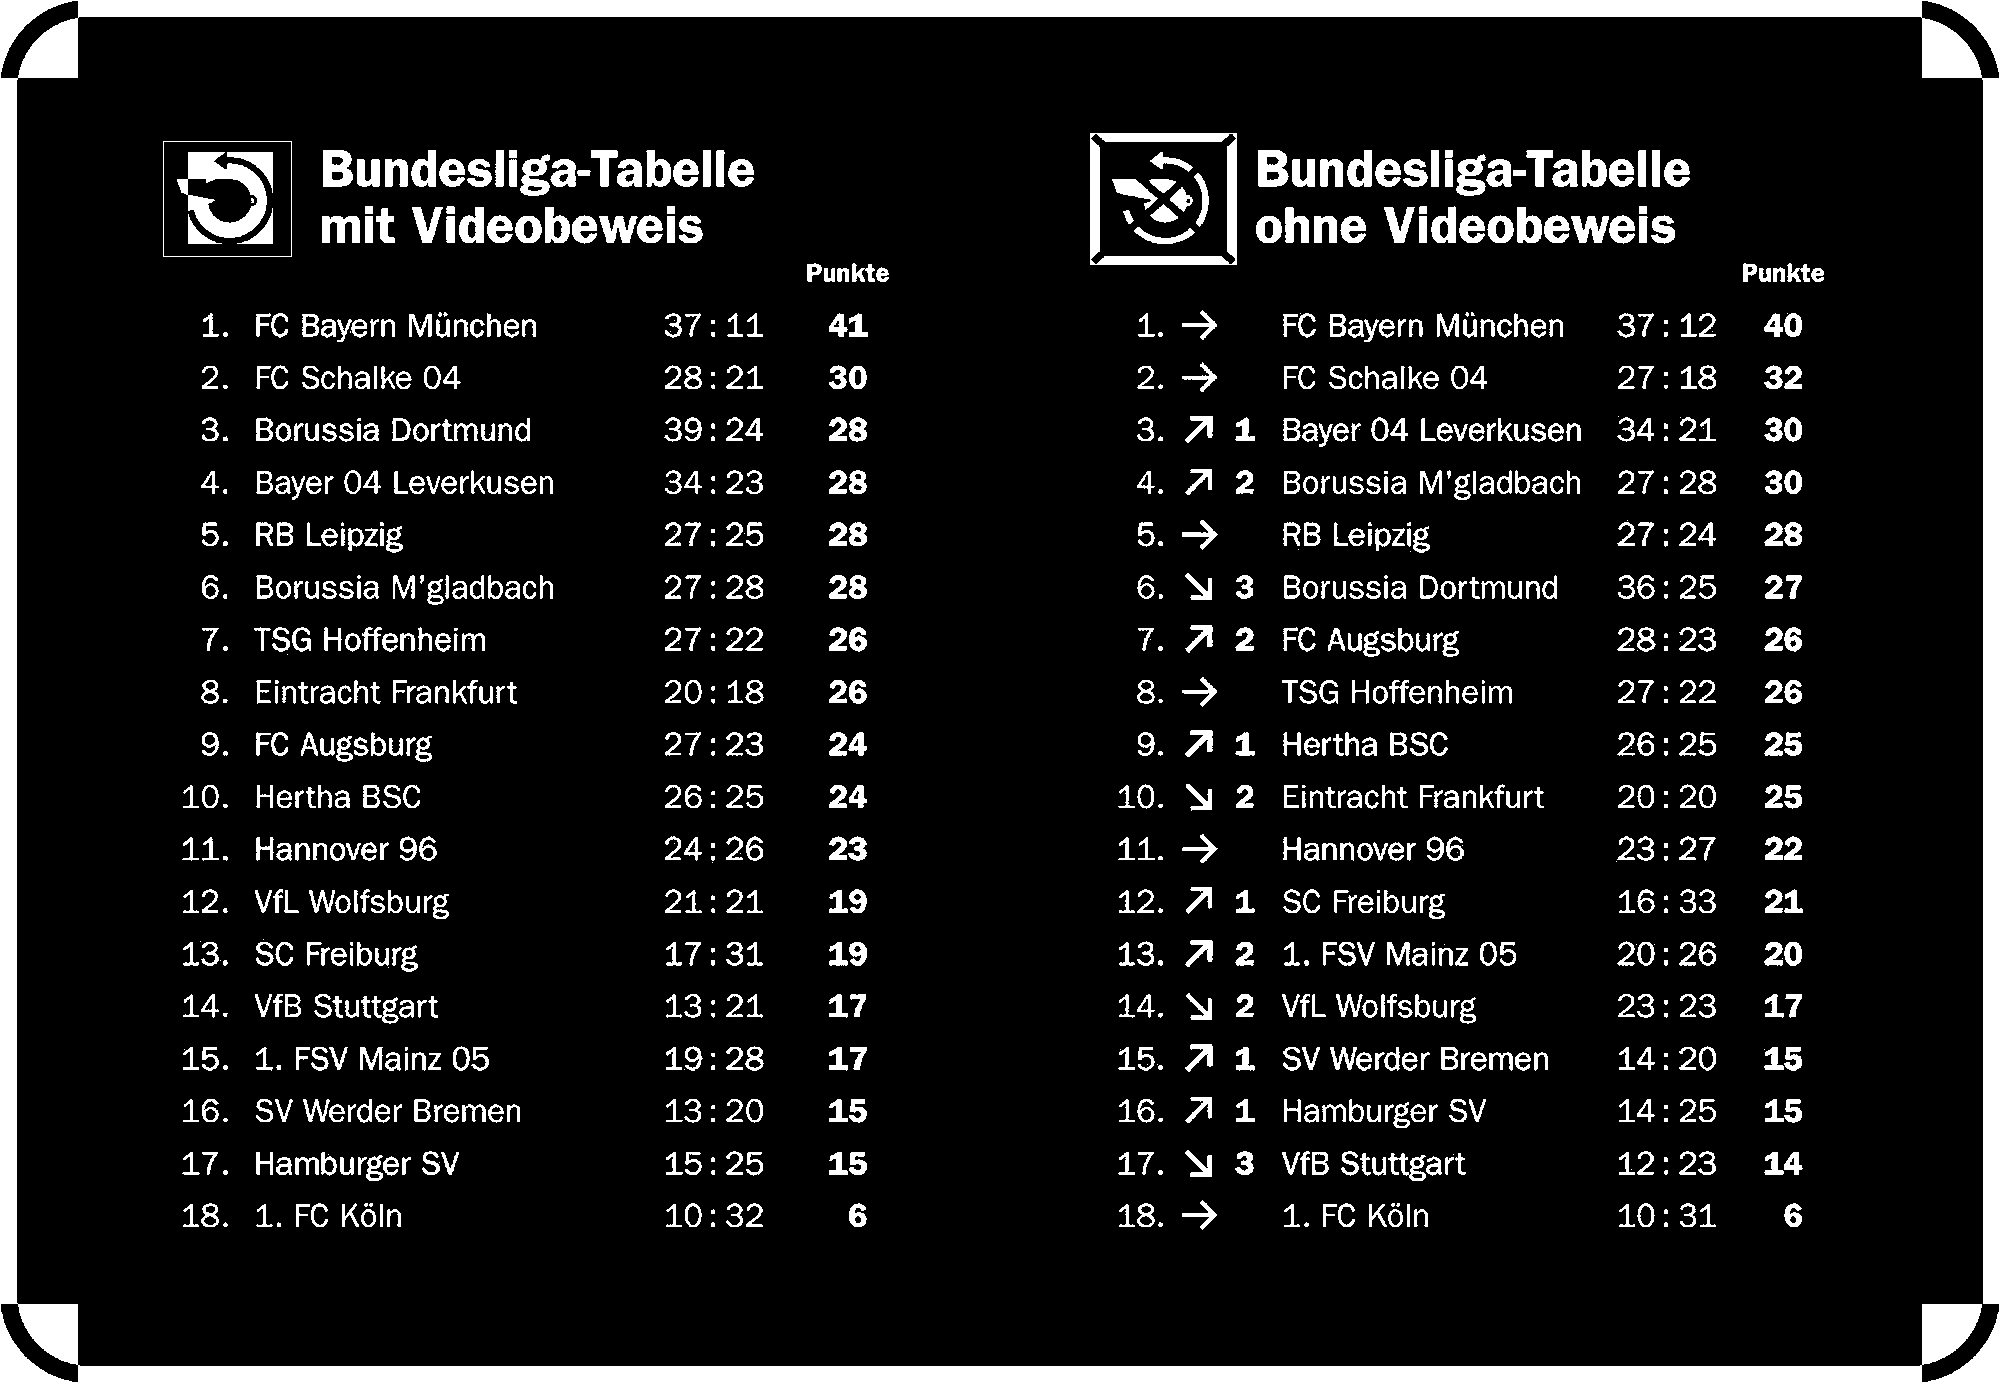 Bundesliga-Tabelle
mit Videobeweis
Punkte
1. FC Bayern München 37:11 41
2. FC Schalke 04 28:21 30
3. Borussia Dortmund 39:24 28
4. Bayer 04 Leverkusen 34:23 28
5. RB Leipzig 27:25 28
6. Borussia M'gladbach 27:28 28
7. TSG Hoffenheim 27:22 26
8. Eintracht Frankfurt 20:18 26
9. FC Augsburg 27:23 24
10. Hertha BSC 26:25 24
11. Hannover 96 24:26 23
12. VfL Wolfsburg 21:21 19
13. SC Freiburg 17:31 19
14. VfB Stuttgart 13:21 17
15. 1. FSV Mainz 05 19:28 17
16. SV Werder Bremen 13:20 15
17. Hamburger SV 15:25 15
18. 1. FC Köln 10:32 6
Bundesliga-Tabelle
ohne Videobeweis
Punkte
1. → FC Bayern München 37:12 40
2. → FC Schalke 04 27:18 32
3. ↗ 1 Bayer 04 Leverkusen 34:21 30
4. ↗ 2 Borussia M'gladbach 27:28 30
5. → RB Leipzig 27:24 28
6. ↘ 3 Borussia Dortmund 36:25 27
7. ↗ 2 FC Augsburg 28:23 26
8. → TSG Hoffenheim 27:22 26
9. ↗ 1 Hertha BSC 26:25 25
10. ↘ 2 Eintracht Frankfurt 20:20 25
11. → Hannover 96 23:27 22
12. ↗ 1 SC Freiburg 16:33 21
13. ↗ 2 1. FSV Mainz 05 20:26 20
14. ↘ 2 VfL Wolfsburg 23:23 17
15. ↗ 1 SV Werder Bremen 14:20 15
16. ↗ 1 Hamburger SV 14:25 15
17. ↘ 3 VfB Stuttgart 12:23 14
18. → 1. FC Köln 10:31 6